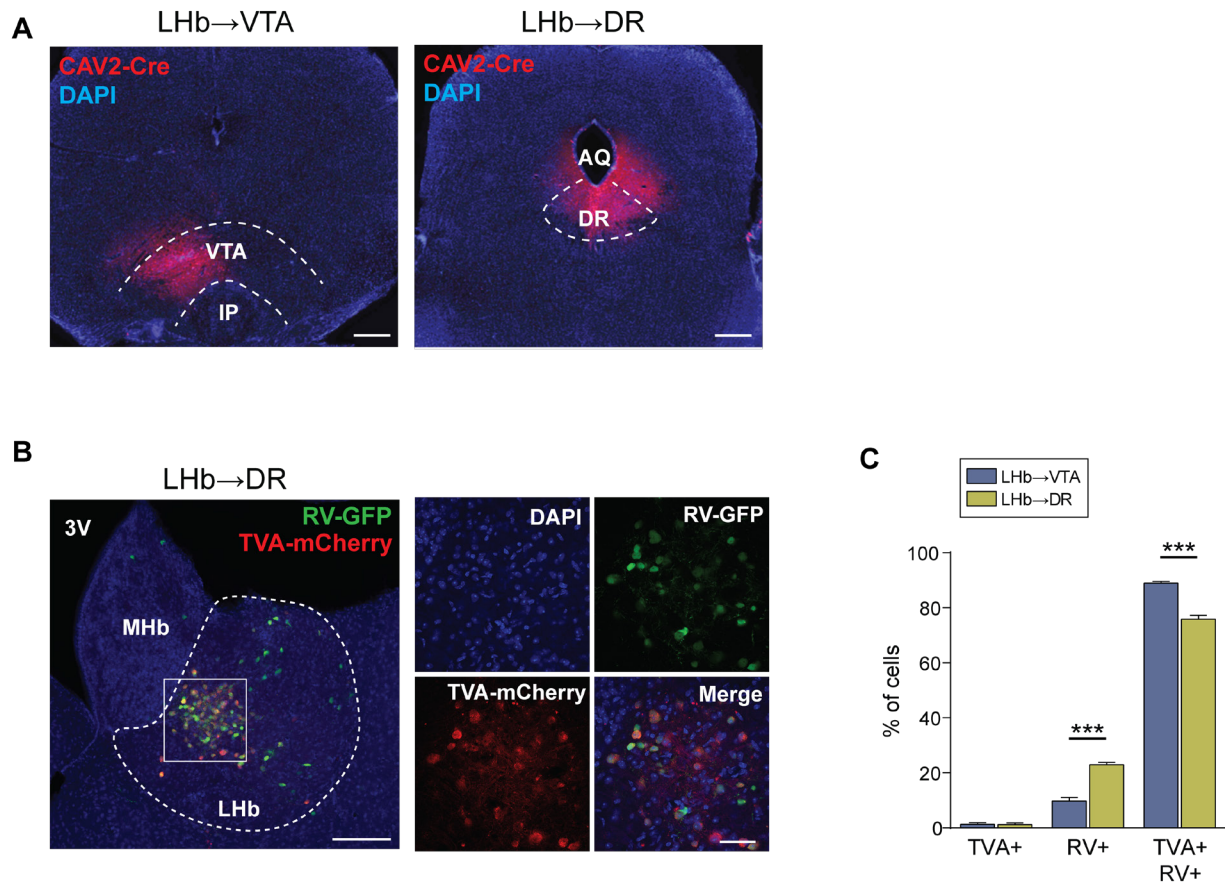 A
LHb→VTA
LHb→DR
CAV2-Cre
DAPI
VTA
IP
CAV2-Cre
DAPI
AQ
DR
B
LHb→DR
3V
RV-GFP
TVA-mCherry
MHb
LHb
DAPI
RV-GFP
TVA-mCherry
Merge
C
LHb→VTA
LHb→DR
% of cells
100
80
60
40
20
0
***
***
TVA+
RV+
TVA+
RV+